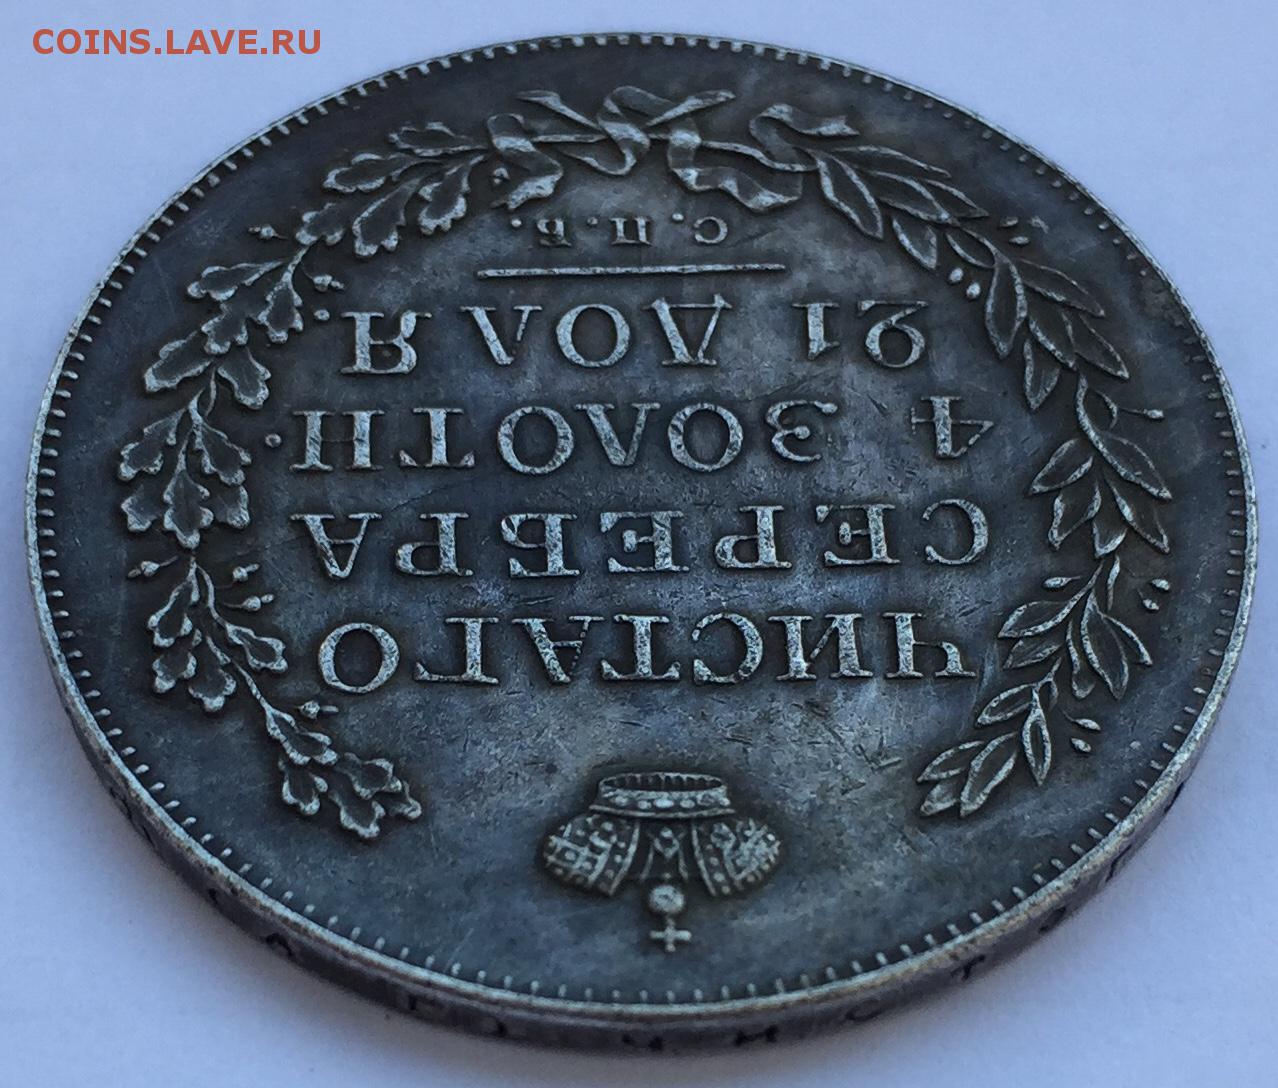 COINS.LAVE.RU
ЧИСТАГО
СЕРЕБРА
4 ЗОЛОТН.
21 ДОЛЯ
С.П.Б.